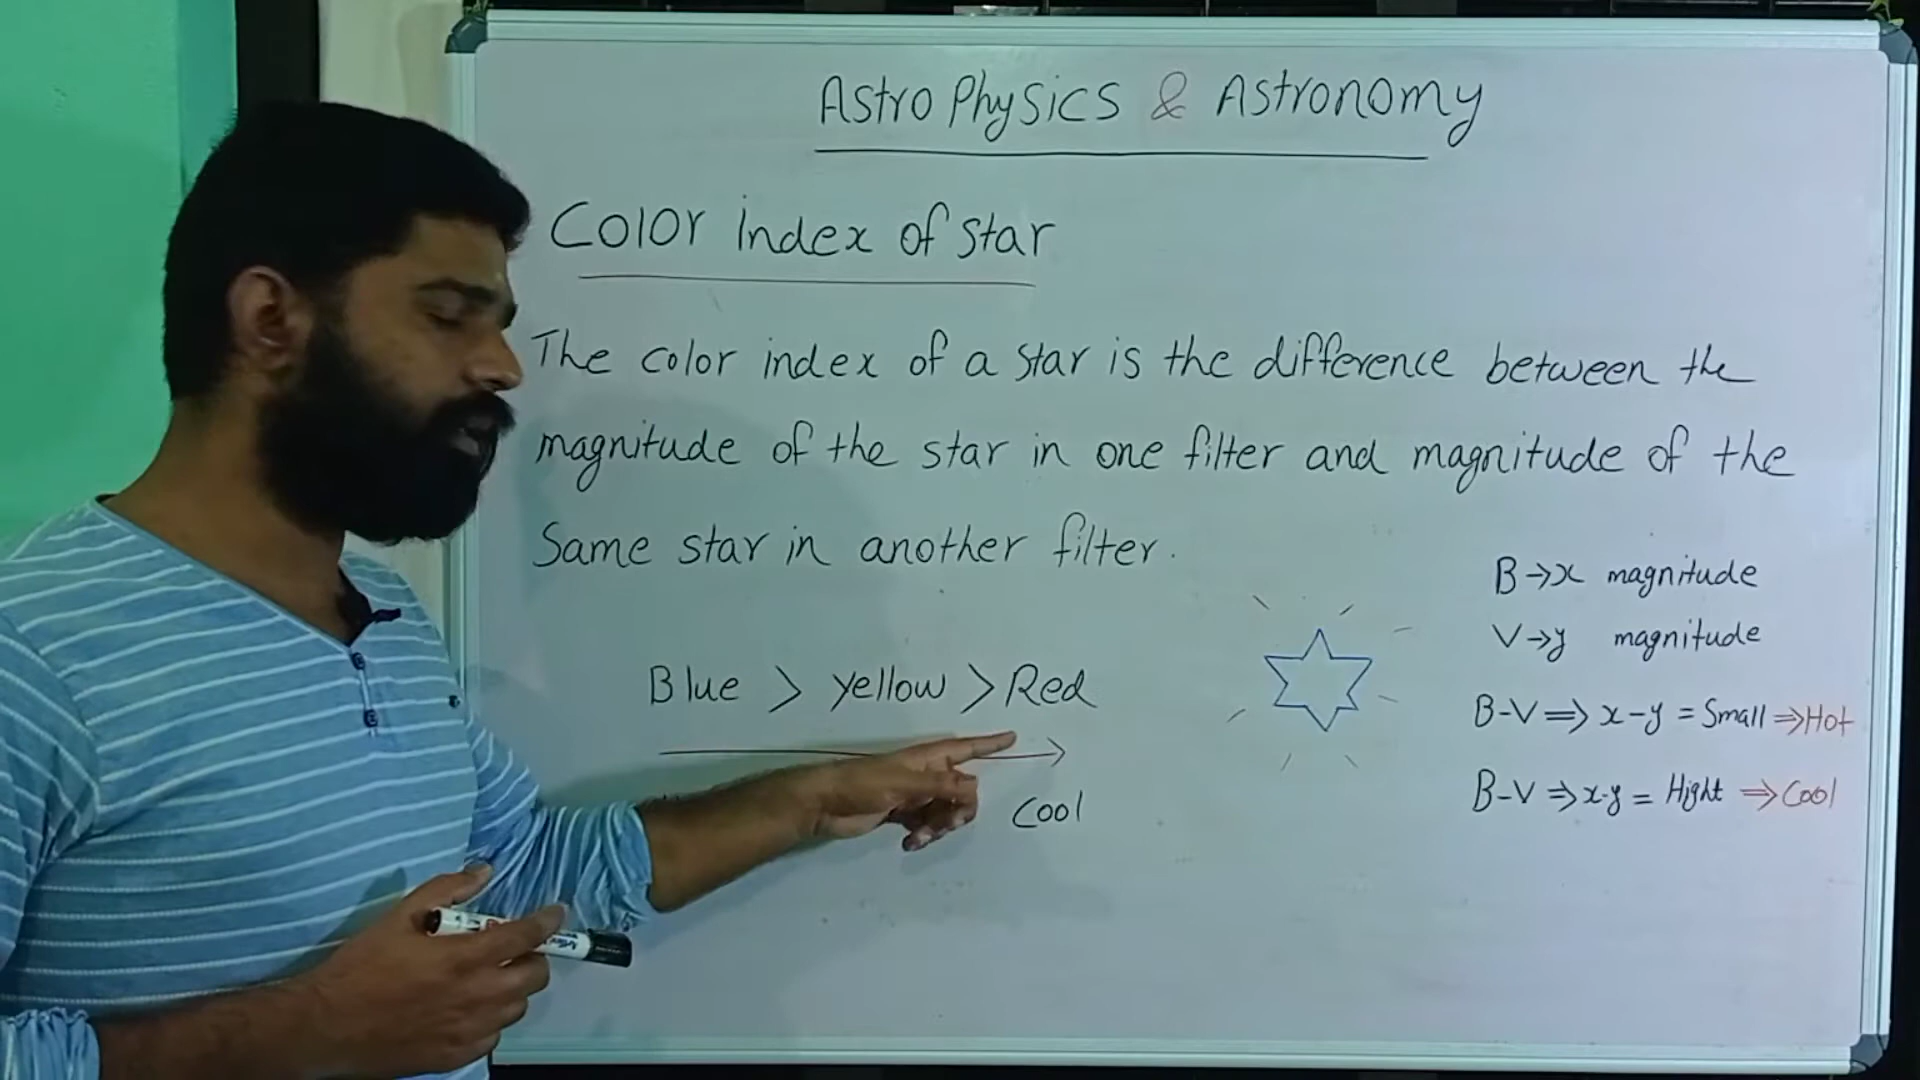 Astro Physics & Astronomy
Color index of star
The color index of a star is the difference between the
magnitude of the star in one filter and magnitude of the
Same star in another filter.
B→x magnitude
V→y magnitude
Blue > yellow > Red
B-V ⇒ x-y = Small ⇒ Hot
Cool
B-V ⇒ x-y = Hight ⇒ Cool